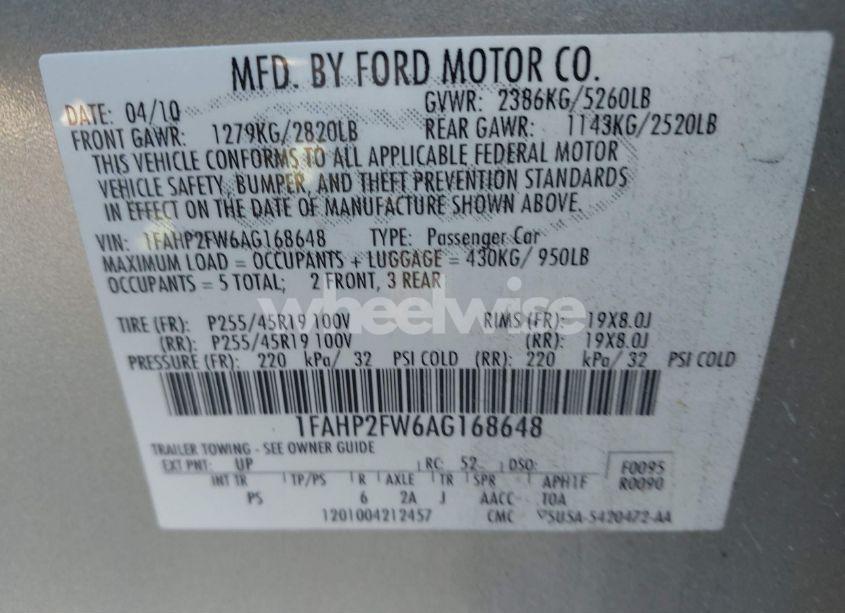 MFD. BY FORD MOTOR CO.
DATE: 04/10 GVWR: 2386KG/5260LB
FRONT GAWR: 1279KG/2820LB REAR GAWR: 1143KG/2520LB
THIS VEHICLE CONFORMS TO ALL APPLICABLE FEDERAL MOTOR
VEHICLE SAFETY, BUMPER, AND THEFT PREVENTION STANDARDS
IN EFFECT ON THE DATE OF MANUFACTURE SHOWN ABOVE.
VIN: 1FAHP2FW6AG168648 TYPE: Passenger Car
MAXIMUM LOAD = OCCUPANTS + LUGGAGE = 430KG/ 950LB
OCCUPANTS = 5 TOTAL; 2 FRONT, 3 REAR
wheelwise
TIRE (FR): P255/45R19 100V RIMS (FR): 19X8.0J
(RR): P255/45R19 100V (RR): 19X8.0J
PRESSURE (FR): 220 kPa/ 32 PSI COLD (RR): 220 kPa/ 32 PSI COLD
1FAHP2FW6AG168648
TRAILER TOWING - SEE OWNER GUIDE
EXT PNT: UP RC: 52 DSO: F0095
INT TR TP/PS R AXLE TR SPR APH1F R0090
PS 6 2A J AACC TOA
1201004212457 CMC 5U5A-5420472-AA